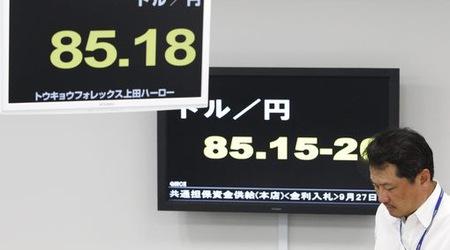 ドル／円
85.18
トウキョウフォレックス上田ハーロー
ドル／円
85.15-20
QUICK
共通担保資金供給(本店)<金利入札>9月27日